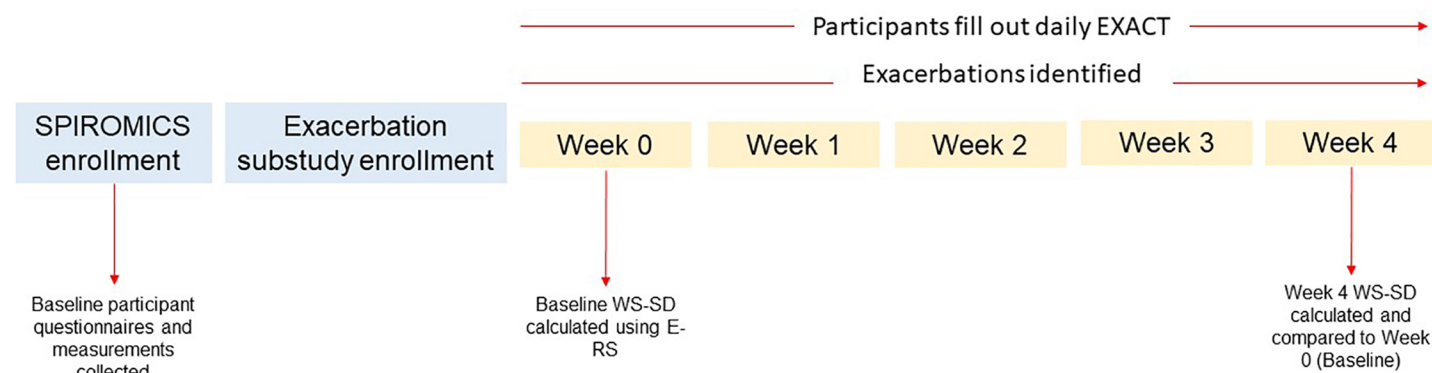 Participants fill out daily EXACT
Exacerbations identified
SPIROMICS
enrollment
Exacerbation
substudy enrollment
Week 0
Week 1
Week 2
Week 3
Week 4
Baseline participant
questionnaires and
measurements
collected
Baseline WS-SD
calculated using E-
RS
Week 4 WS-SD
calculated and
compared to Week
0 (Baseline)